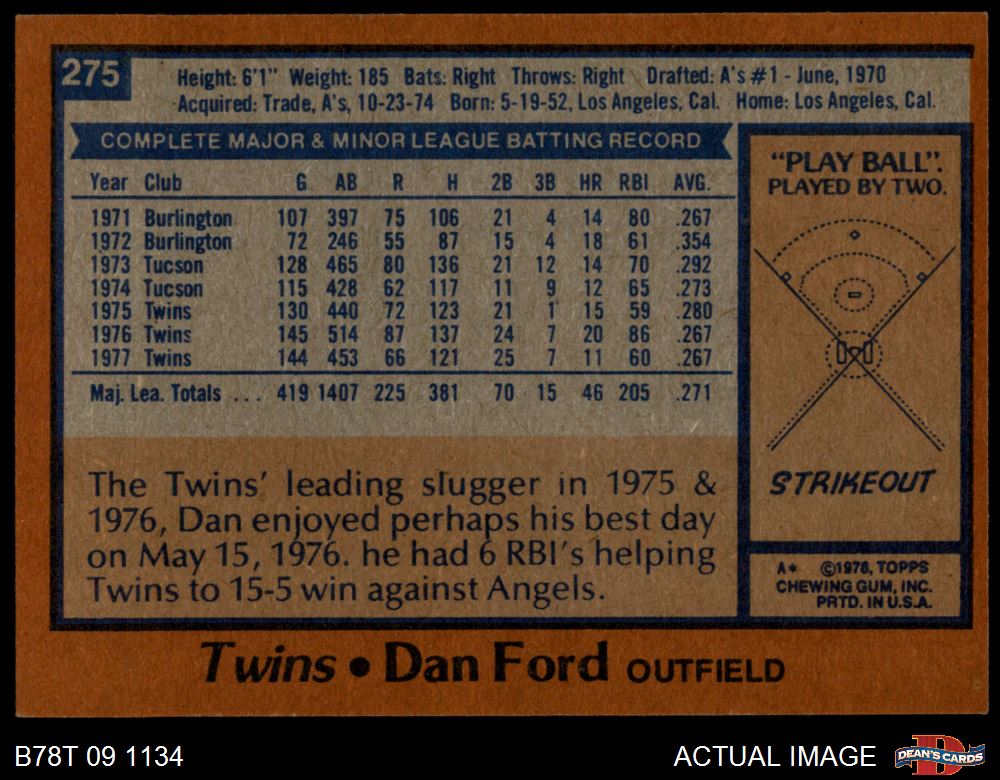 275
Height: 6'1" Weight: 185 Bats: Right Throws: Right Drafted: A's #1 - June, 1970
Acquired: Trade, A's, 10-23-74 Born: 5-19-52, Los Angeles, Cal. Home: Los Angeles, Cal.
COMPLETE MAJOR & MINOR LEAGUE BATTING RECORD
Year Club G AB R H 2B 3B HR RBI AVG.
1971 Burlington 107 397 75 106 21 4 14 80 .267
1972 Burlington 72 246 55 87 15 4 18 61 .354
1973 Tucson 128 465 80 136 21 12 14 70 .292
1974 Tucson 115 428 62 117 11 9 12 65 .273
1975 Twins 130 440 72 123 21 1 15 59 .280
1976 Twins 145 514 87 137 24 7 20 86 .267
1977 Twins 144 453 66 121 25 7 11 60 .267
Maj. Lea. Totals ... 419 1407 225 381 70 15 46 205 .271
The Twins' leading slugger in 1975 &
1976, Dan enjoyed perhaps his best day
on May 15, 1976. he had 6 RBI's helping
Twins to 15-5 win against Angels.
"PLAY BALL".
PLAYED BY TWO.
STRIKEOUT
A* ©1978, TOPPS
CHEWING GUM, INC.
PRTD. IN U.S.A.
Twins • Dan Ford OUTFIELD
B78T 09 1134
ACTUAL IMAGE
D
DEAN'S CARDS